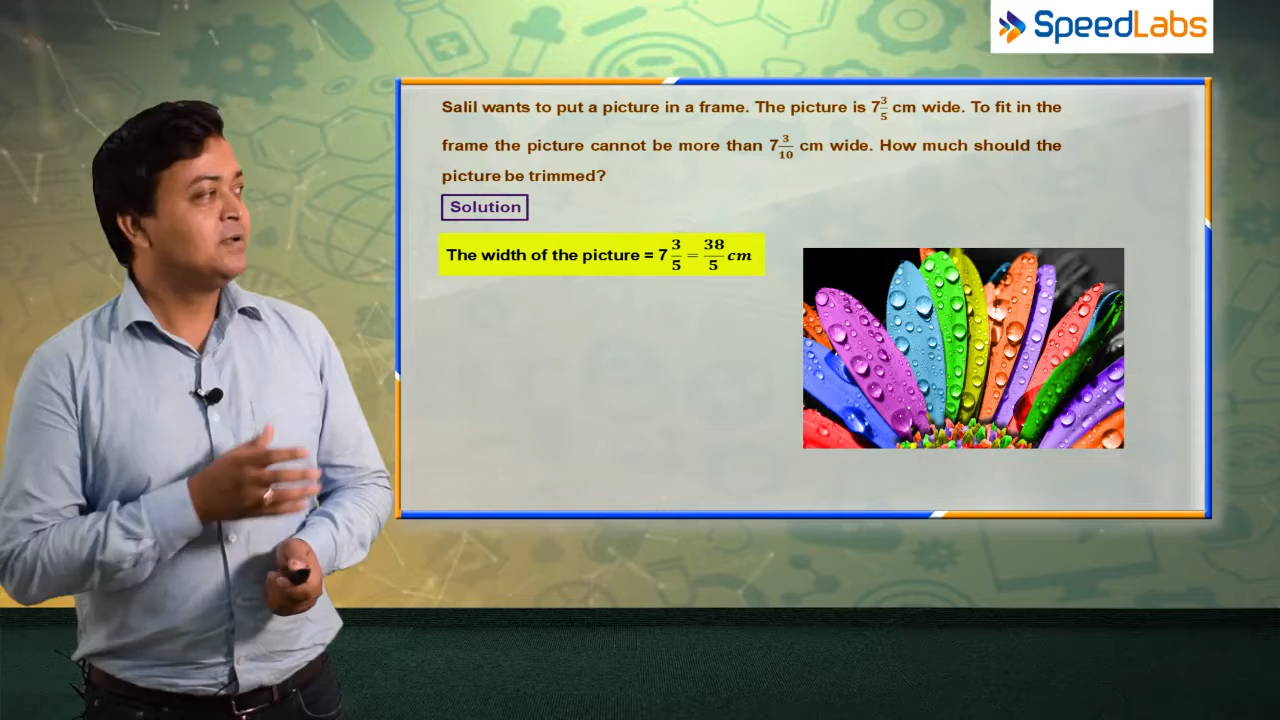 SpeedLabs
Salil wants to put a picture in a frame. The picture is 7 3/5 cm wide. To fit in the
frame the picture cannot be more than 7 3/10 cm wide. How much should the
picture be trimmed?
Solution
The width of the picture = 7 3/5 = 38/5 cm